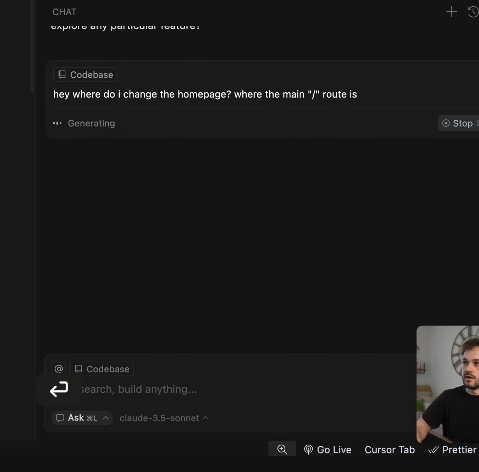 CHAT
explore any particular feature?
Codebase
hey where do i change the homepage? where the main "/" route is
Generating
Stop
@ Codebase
search, build anything...
Ask ⌘L claude-3.5-sonnet
Go Live Cursor Tab Prettier